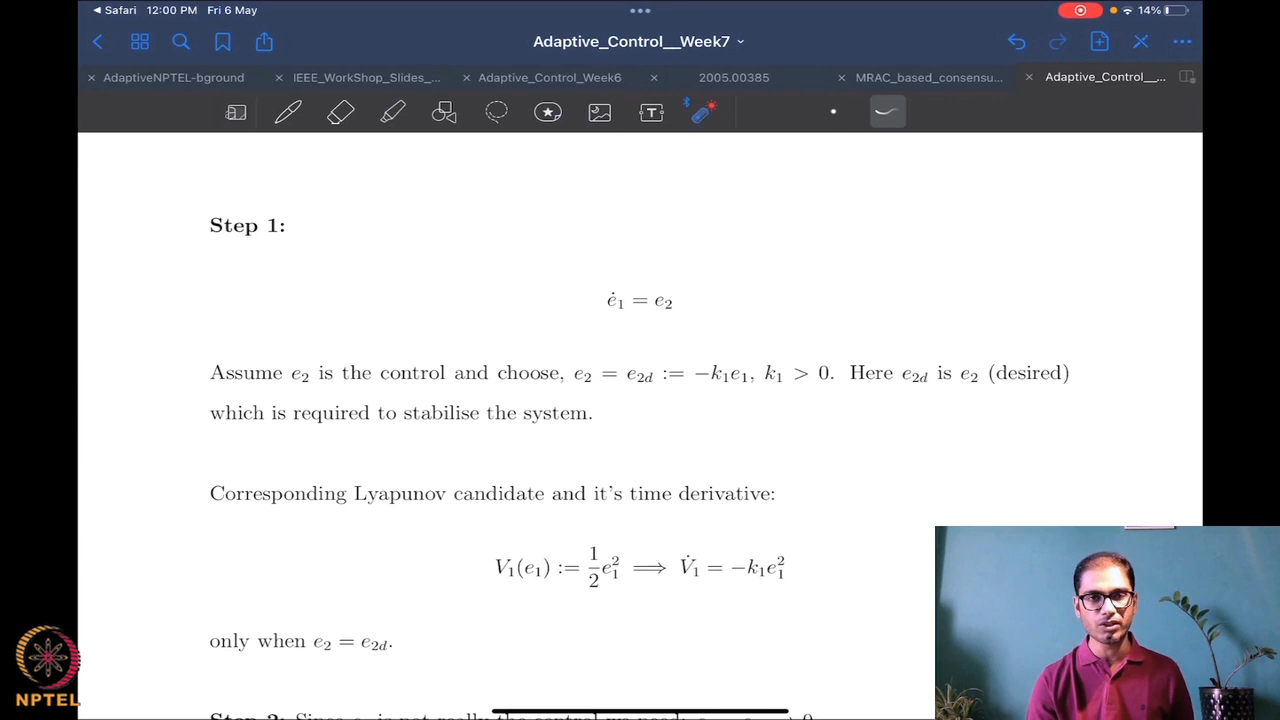 Safari 12:00 PM Fri 6 May 14%
Adaptive_Control__Week7
AdaptiveNPTEL-bground IEEE_WorkShop_Slides_... Adaptive_Control_Week6 2005.00385 MRAC_based_consensu... Adaptive_Control__...
Step 1:
ė₁ = e₂
Assume e₂ is the control and choose, e₂ = e₂d := −k₁e₁, k₁ > 0. Here e₂d is e₂ (desired)
which is required to stabilise the system.
Corresponding Lyapunov candidate and it's time derivative:
V₁(e₁) := 1/2 e₁² ⟹ V̇₁ = −k₁e₁²
only when e₂ = e₂d.
NPTEL